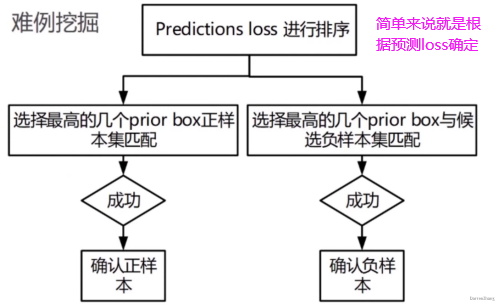 难例挖掘
Predictions loss 进行排序
简单来说就是根
据预测loss确定
选择最高的几个prior box正样
本集匹配
选择最高的几个prior box与候
选负样本集匹配
成功
成功
确认正样
本
确认负样
本